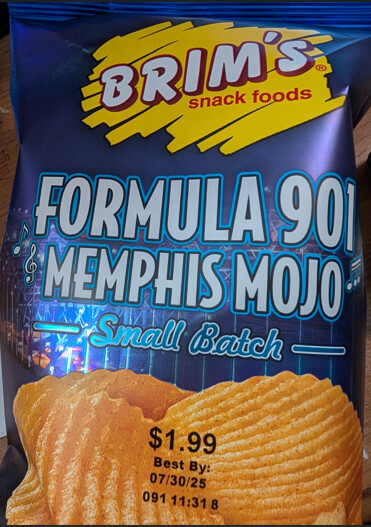 BRIM'S®
snack foods
FORMULA 901
MEMPHIS MOJO
Small Batch
$1.99
Best By:
07/30/25
091 11:31 8